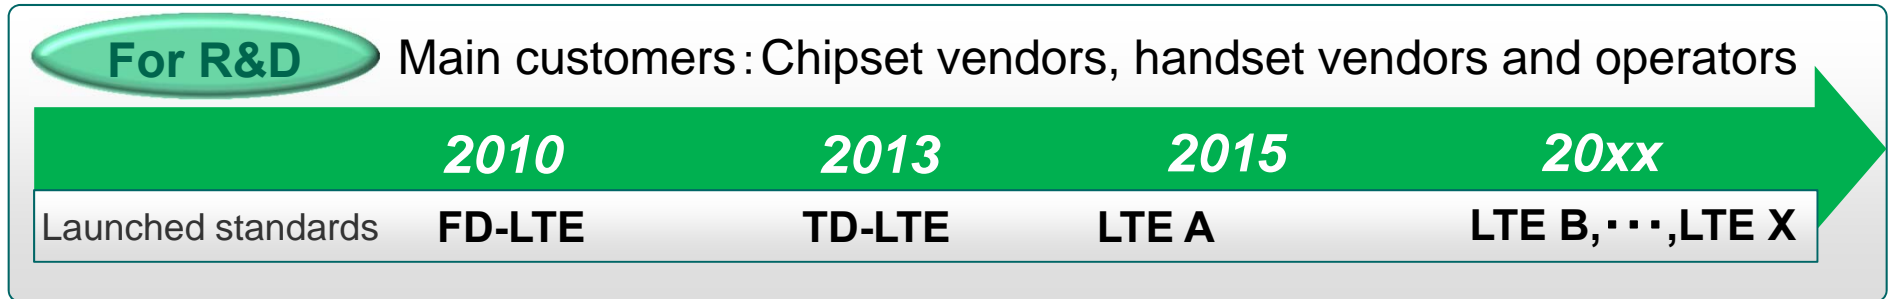 For R&D Main customers：Chipset vendors, handset vendors and operators
2010 2013 2015 20xx
Launched standards FD-LTE TD-LTE LTE A LTE B,･･･,LTE X